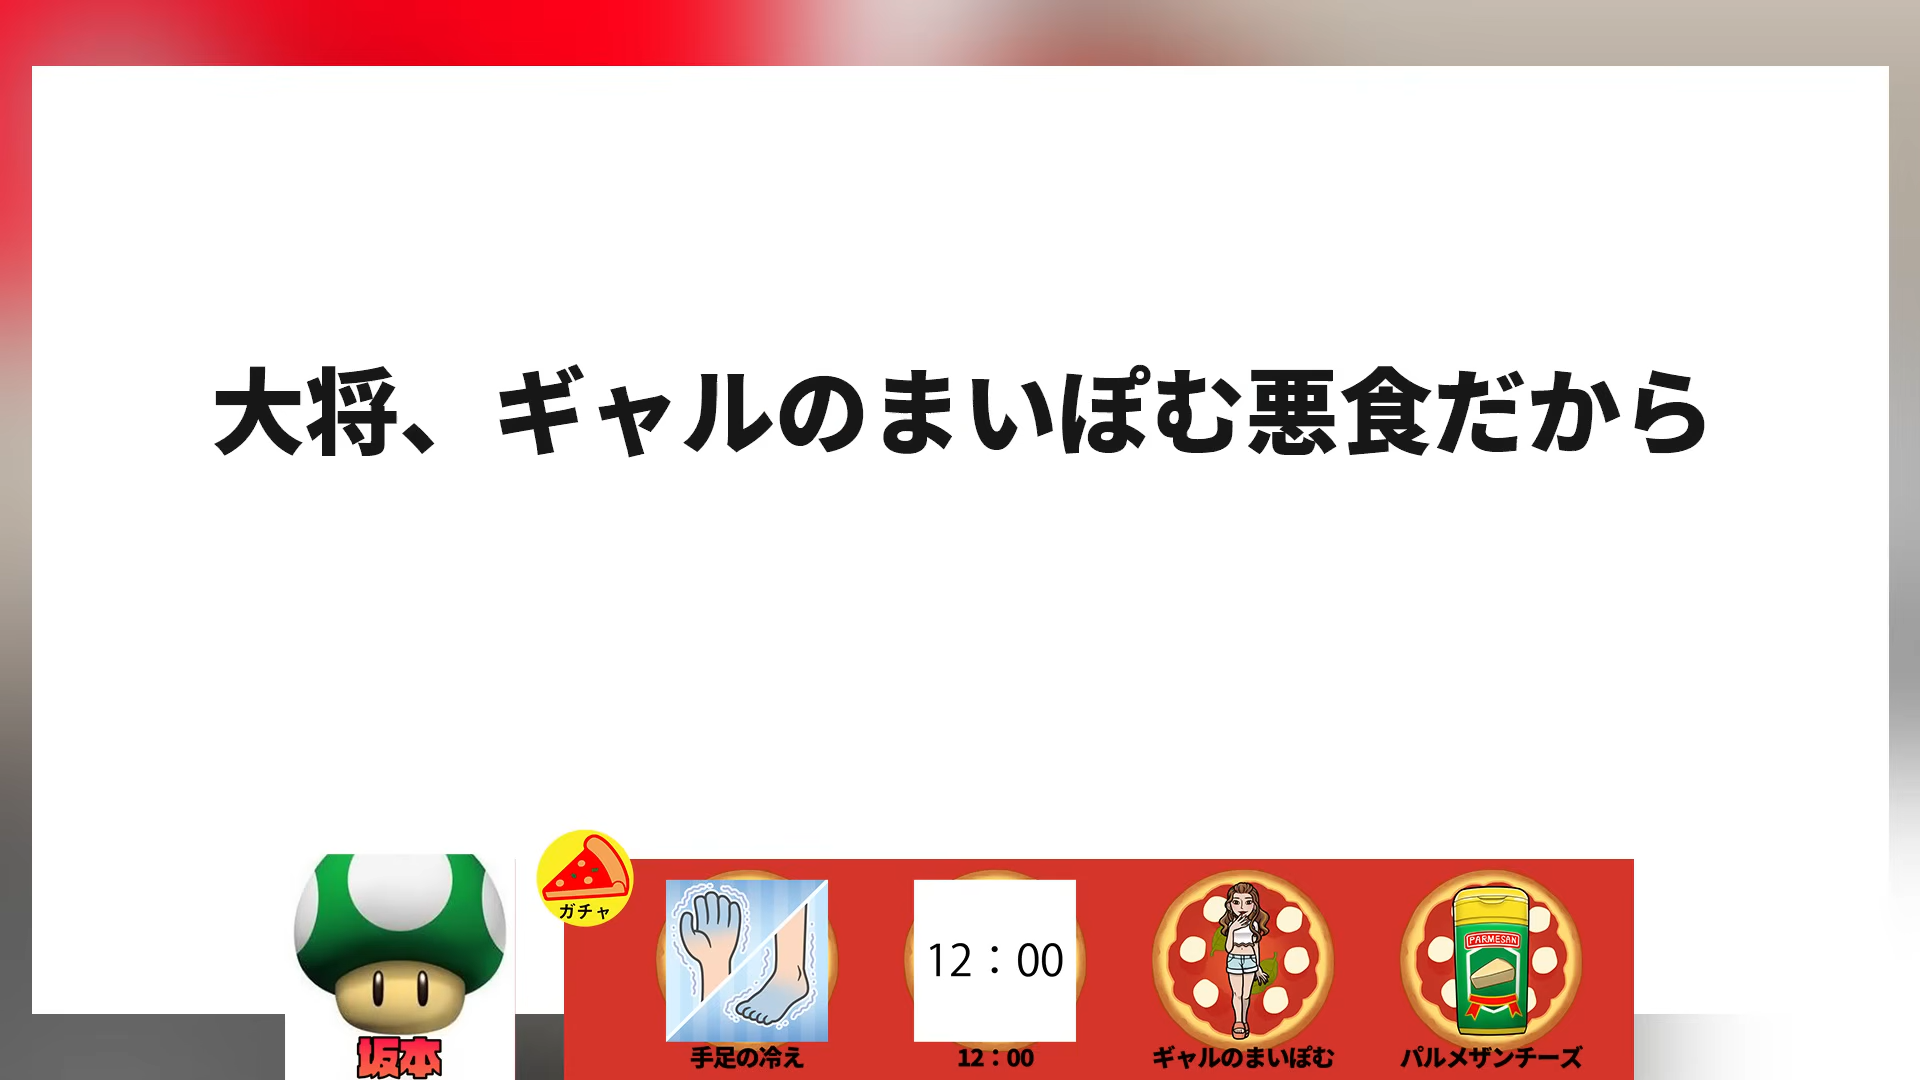 大将、ギャルのまいぽむ悪食だから
ガチャ
12：00
PARMESAN
坂本
手足の冷え
12：00
ギャルのまいぽむ
パルメザンチーズ